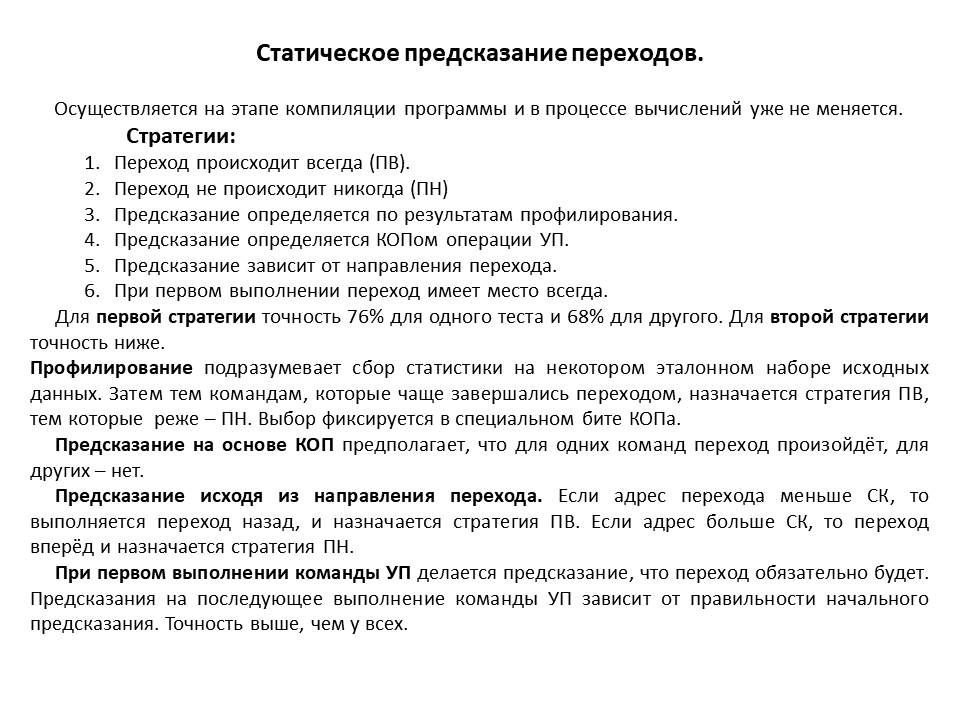 Статическое предсказание переходов.
Осуществляется на этапе компиляции программы и в процессе вычислений уже не меняется.
Стратегии:
1. Переход происходит всегда (ПВ).
2. Переход не происходит никогда (ПН)
3. Предсказание определяется по результатам профилирования.
4. Предсказание определяется КОПом операции УП.
5. Предсказание зависит от направления перехода.
6. При первом выполнении переход имеет место всегда.
Для первой стратегии точность 76% для одного теста и 68% для другого. Для второй стратегии
точность ниже.
Профилирование подразумевает сбор статистики на некотором эталонном наборе исходных
данных. Затем тем командам, которые чаще завершались переходом, назначается стратегия ПВ,
тем которые реже – ПН. Выбор фиксируется в специальном бите КОПа.
Предсказание на основе КОП предполагает, что для одних команд переход произойдёт, для
других – нет.
Предсказание исходя из направления перехода. Если адрес перехода меньше СК, то
выполняется переход назад, и назначается стратегия ПВ. Если адрес больше СК, то переход
вперёд и назначается стратегия ПН.
При первом выполнении команды УП делается предсказание, что переход обязательно будет.
Предсказания на последующее выполнение команды УП зависит от правильности начального
предсказания. Точность выше, чем у всех.